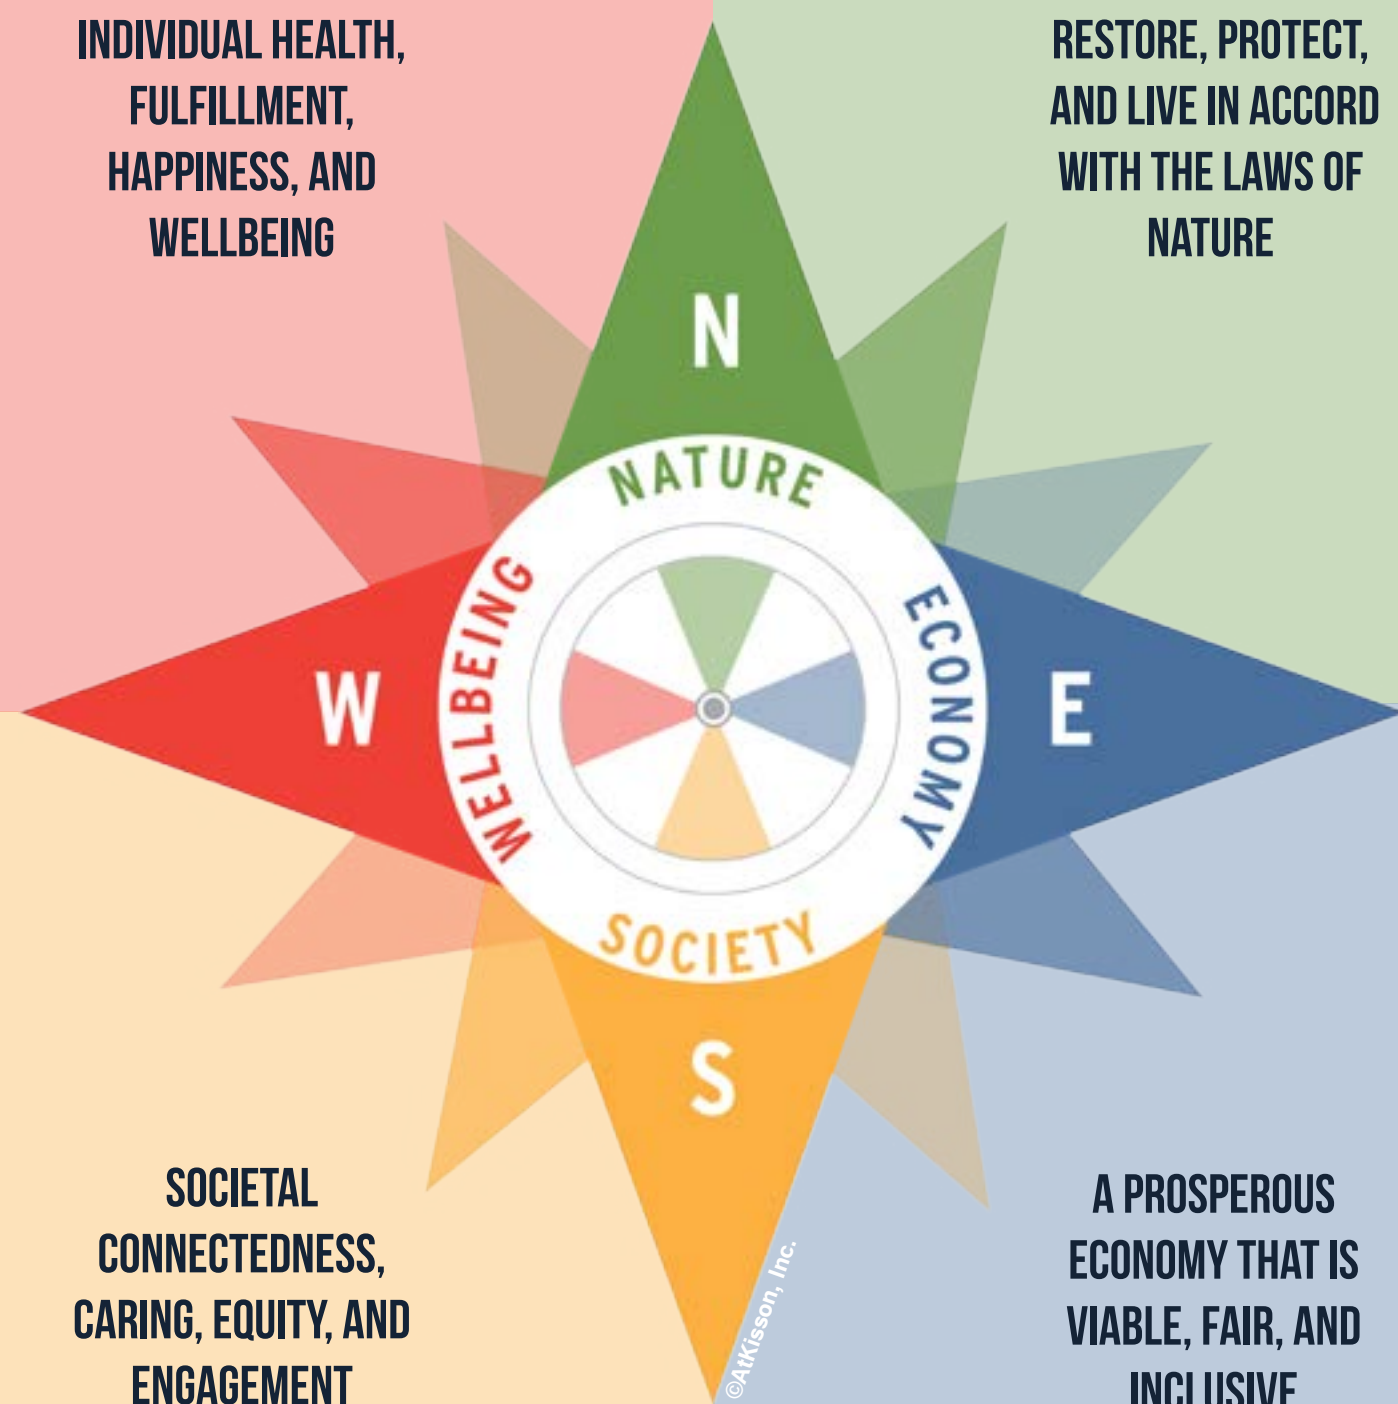 INDIVIDUAL HEALTH,
FULFILLMENT,
HAPPINESS, AND
WELLBEING
RESTORE, PROTECT,
AND LIVE IN ACCORD
WITH THE LAWS OF
NATURE
N
NATURE
W
WELLBEING
ECONOMY
E
SOCIETY
S
SOCIETAL
CONNECTEDNESS,
CARING, EQUITY, AND
ENGAGEMENT
A PROSPEROUS
ECONOMY THAT IS
VIABLE, FAIR, AND
INCLUSIVE
©AtKisson, Inc.